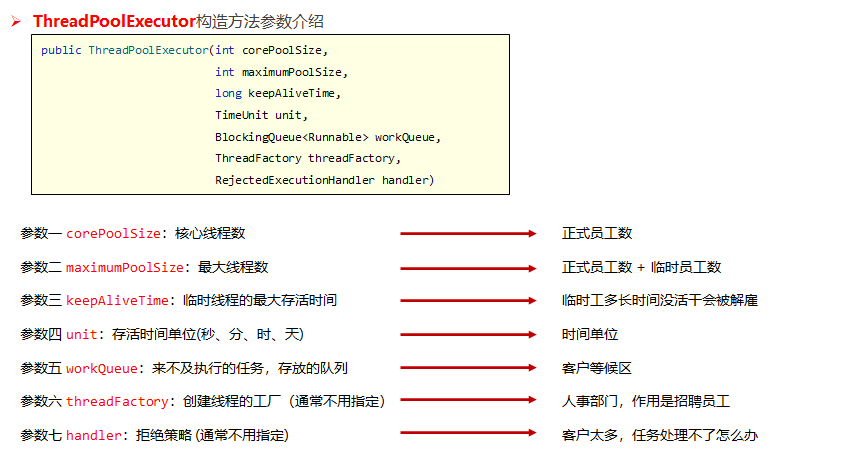 ThreadPoolExecutor构造方法参数介绍
public ThreadPoolExecutor(int corePoolSize,
int maximumPoolSize,
long keepAliveTime,
TimeUnit unit,
BlockingQueue<Runnable> workQueue,
ThreadFactory threadFactory,
RejectedExecutionHandler handler)
参数一 corePoolSize：核心线程数 正式员工数
参数二 maximumPoolSize：最大线程数 正式员工数 + 临时员工数
参数三 keepAliveTime：临时线程的最大存活时间 临时工多长时间没活干会被解雇
参数四 unit：存活时间单位(秒、分、时、天) 时间单位
参数五 workQueue：来不及执行的任务，存放的队列 客户等候区
参数六 threadFactory：创建线程的工厂（通常不用指定） 人事部门，作用是招聘员工
参数七 handler：拒绝策略 (通常不用指定) 客户太多，任务处理不了怎么办